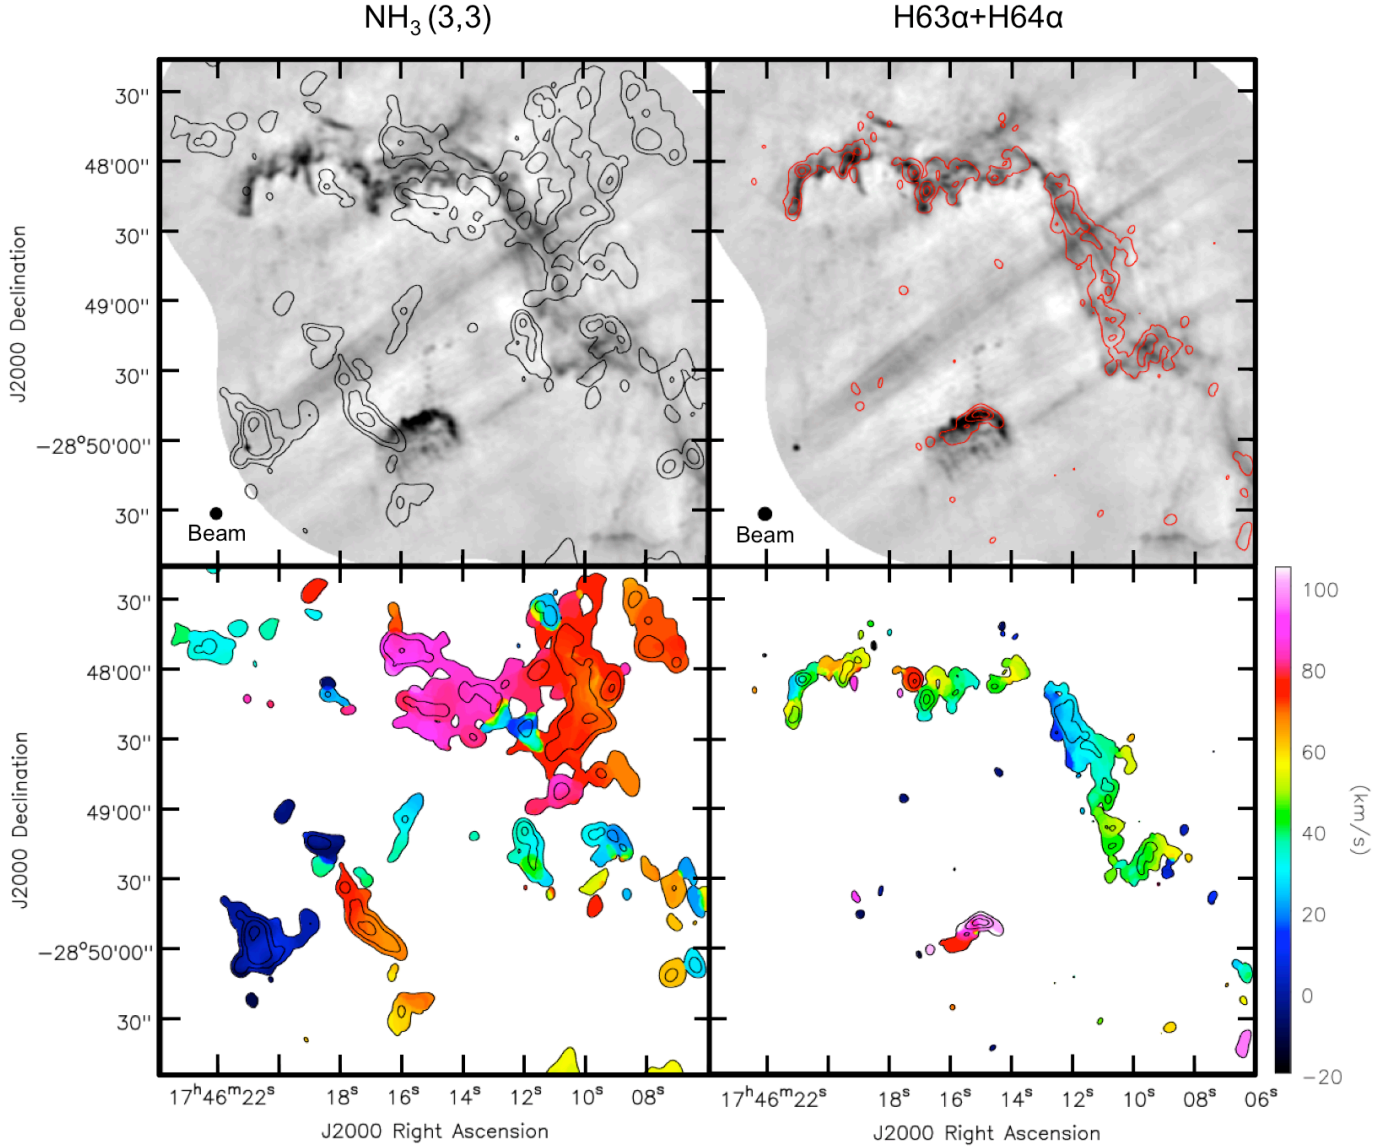 NH3 (3,3)
H63α+H64α
30"
48'00"
30"
49'00"
30"
−28°50'00"
30"
J2000 Declination
Beam
Beam
30"
48'00"
30"
49'00"
30"
−28°50'00"
30"
J2000 Declination
100
80
60
40
20
0
−20
(km/s)
17h46m22s 18s 16s 14s 12s 10s 08s
17h46m22s 18s 16s 14s 12s 10s 08s 06s
J2000 Right Ascension
J2000 Right Ascension